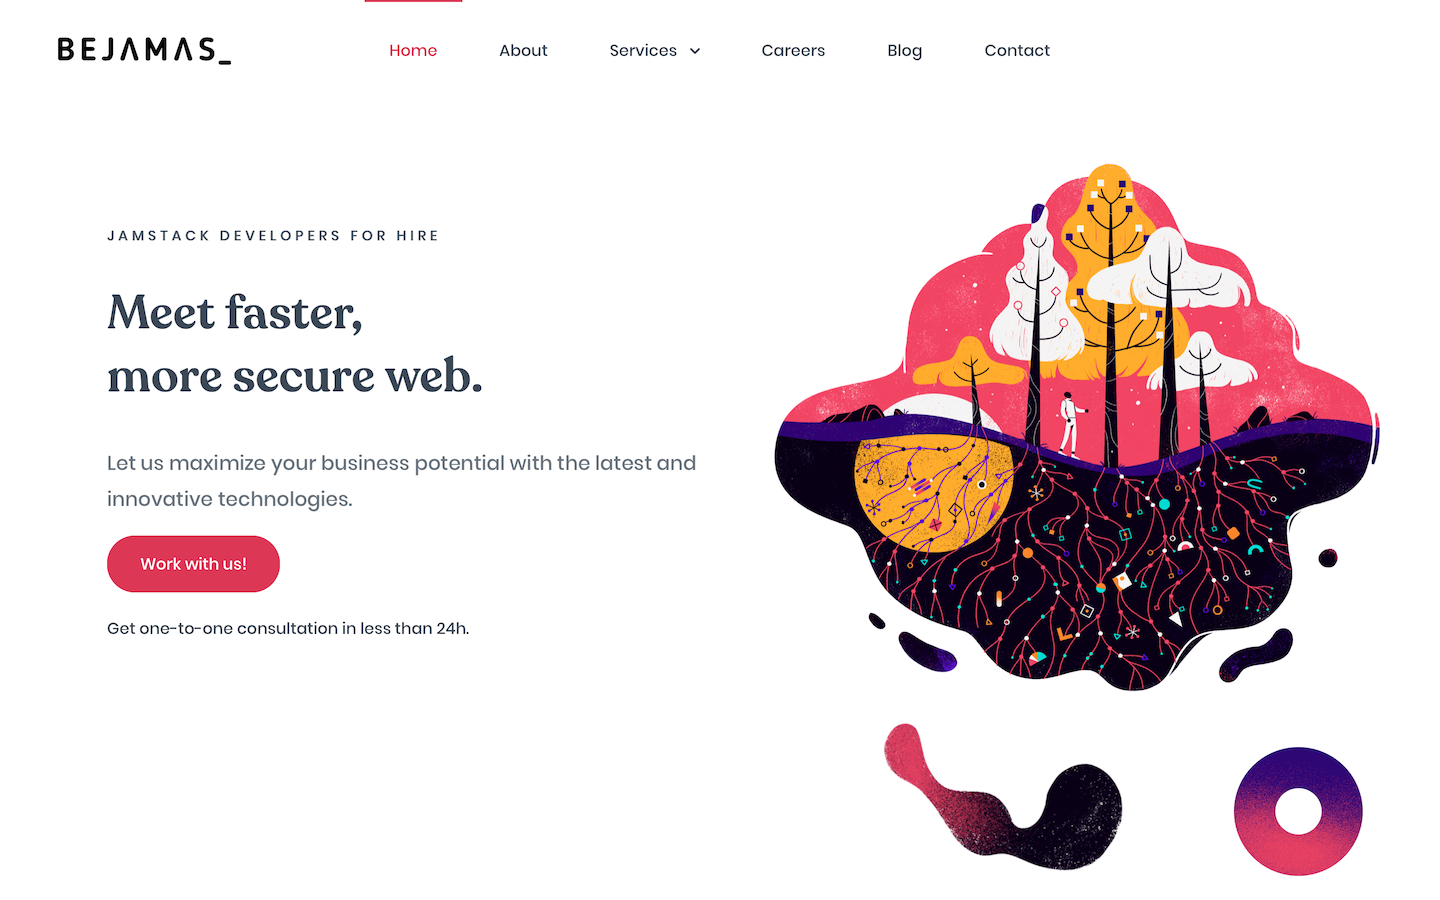 BEJAMAS_
Home About Services Careers Blog Contact
JAMSTACK DEVELOPERS FOR HIRE
Meet faster,
more secure web.
Let us maximize your business potential with the latest and
innovative technologies.
Work with us!
Get one-to-one consultation in less than 24h.